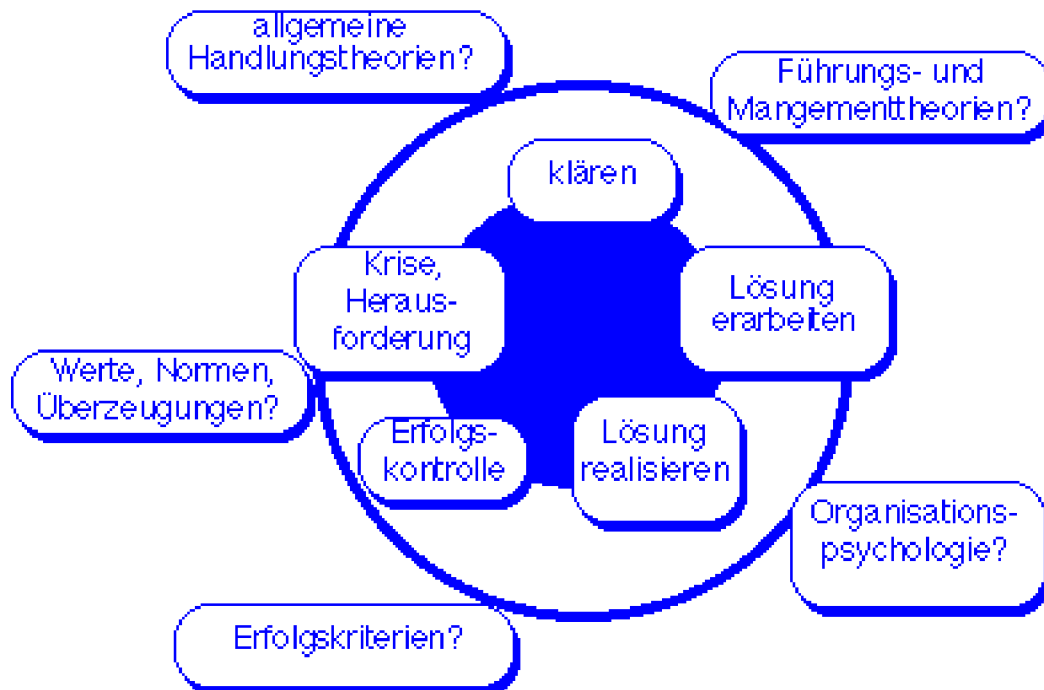 allgemeine
Handlungstheorien?
Führungs- und
Mangementtheorien?
klären
Krise,
Heraus-
forderung
Lösung
erarbeiten
Werte, Normen,
Überzeugungen?
Erfolgs-
kontrolle
Lösung
realisieren
Organisations-
psychologie?
Erfolgskriterien?